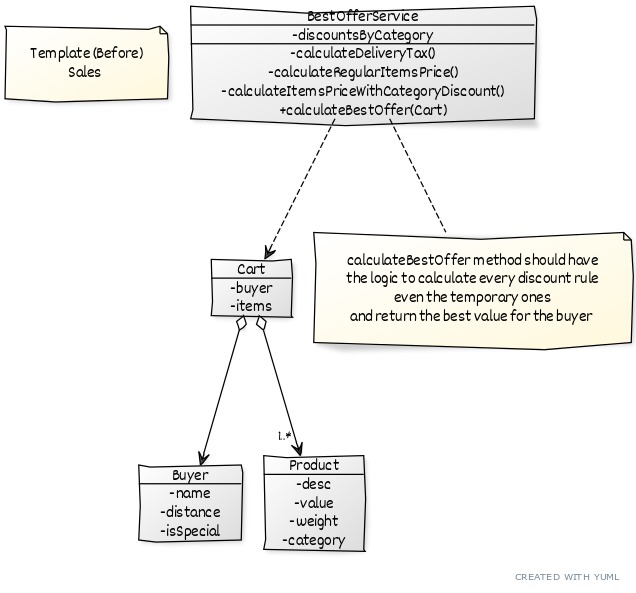 Template (Before)
Sales
BestOfferService
-discountsByCategory
-calculateDeliveryTax()
-calculateRegularItemsPrice()
-calculateItemsPriceWithCategoryDiscount()
+calculateBestOffer(Cart)
calculateBestOffer method should have
the logic to calculate every discount rule
even the temporary ones
and return the best value for the buyer
Cart
-buyer
-items
1..*
Buyer
-name
-distance
-isSpecial
Product
-desc
-value
-weight
-category
CREATED WITH YUML